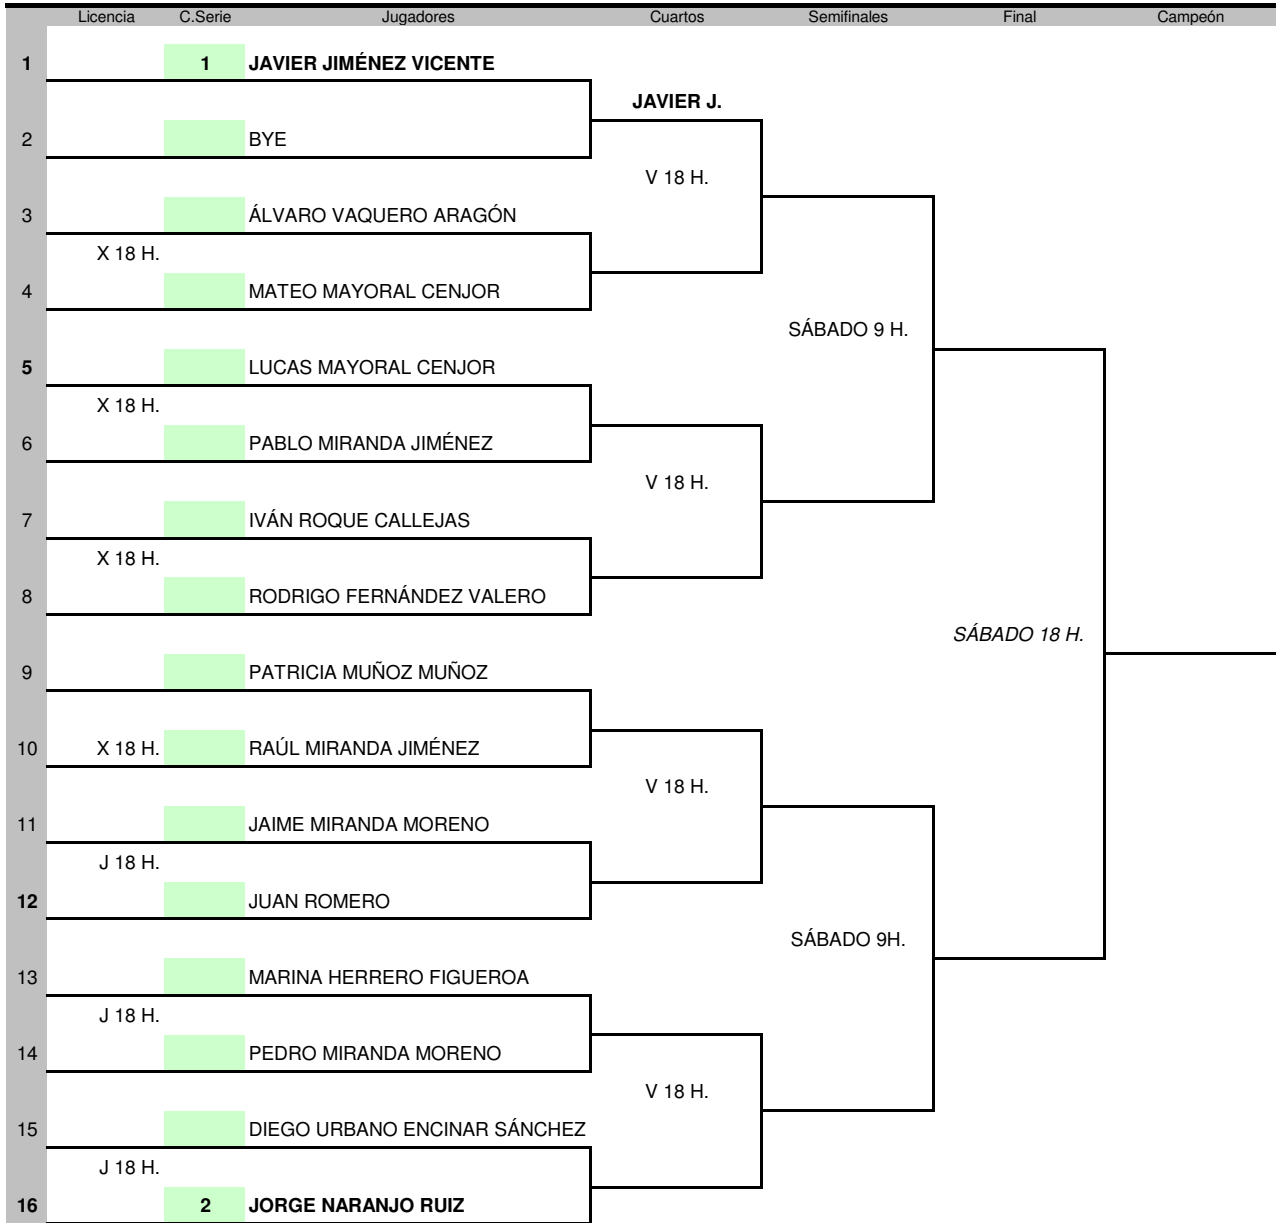 Licencia C.Serie Jugadores Cuartos Semifinales Final Campeón
1 1 JAVIER JIMÉNEZ VICENTE
JAVIER J.
2 BYE
V 18 H.
3 ÁLVARO VAQUERO ARAGÓN
X 18 H.
4 MATEO MAYORAL CENJOR
SÁBADO 9 H.
5 LUCAS MAYORAL CENJOR
X 18 H.
6 PABLO MIRANDA JIMÉNEZ
V 18 H.
7 IVÁN ROQUE CALLEJAS
X 18 H.
8 RODRIGO FERNÁNDEZ VALERO
SÁBADO 18 H.
9 PATRICIA MUÑOZ MUÑOZ
10 X 18 H. RAÚL MIRANDA JIMÉNEZ
V 18 H.
11 JAIME MIRANDA MORENO
J 18 H.
12 JUAN ROMERO
SÁBADO 9H.
13 MARINA HERRERO FIGUEROA
J 18 H.
14 PEDRO MIRANDA MORENO
V 18 H.
15 DIEGO URBANO ENCINAR SÁNCHEZ
J 18 H.
16 2 JORGE NARANJO RUIZ